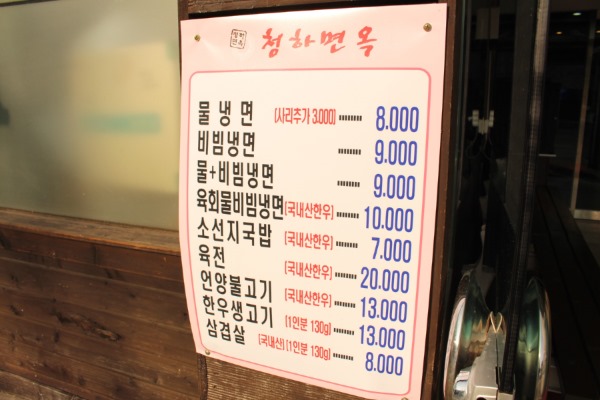 청하면옥 청하면옥
물냉면 (사리추가 3.000) ........ 8.000
비빔냉면 ...... 9.000
물+비빔냉면 ...... 9.000
육회물비빔냉면(국내산한우) ...... 10.000
소선지국밥 (국내산한우) ...... 7.000
육전 (국내산한우) ...... 20.000
언양불고기 (국내산한우) ...... 13.000
한우생고기 (1인분 130g) ...... 13.000
삼겹살 (국내산)(1인분 130g) ...... 8.000